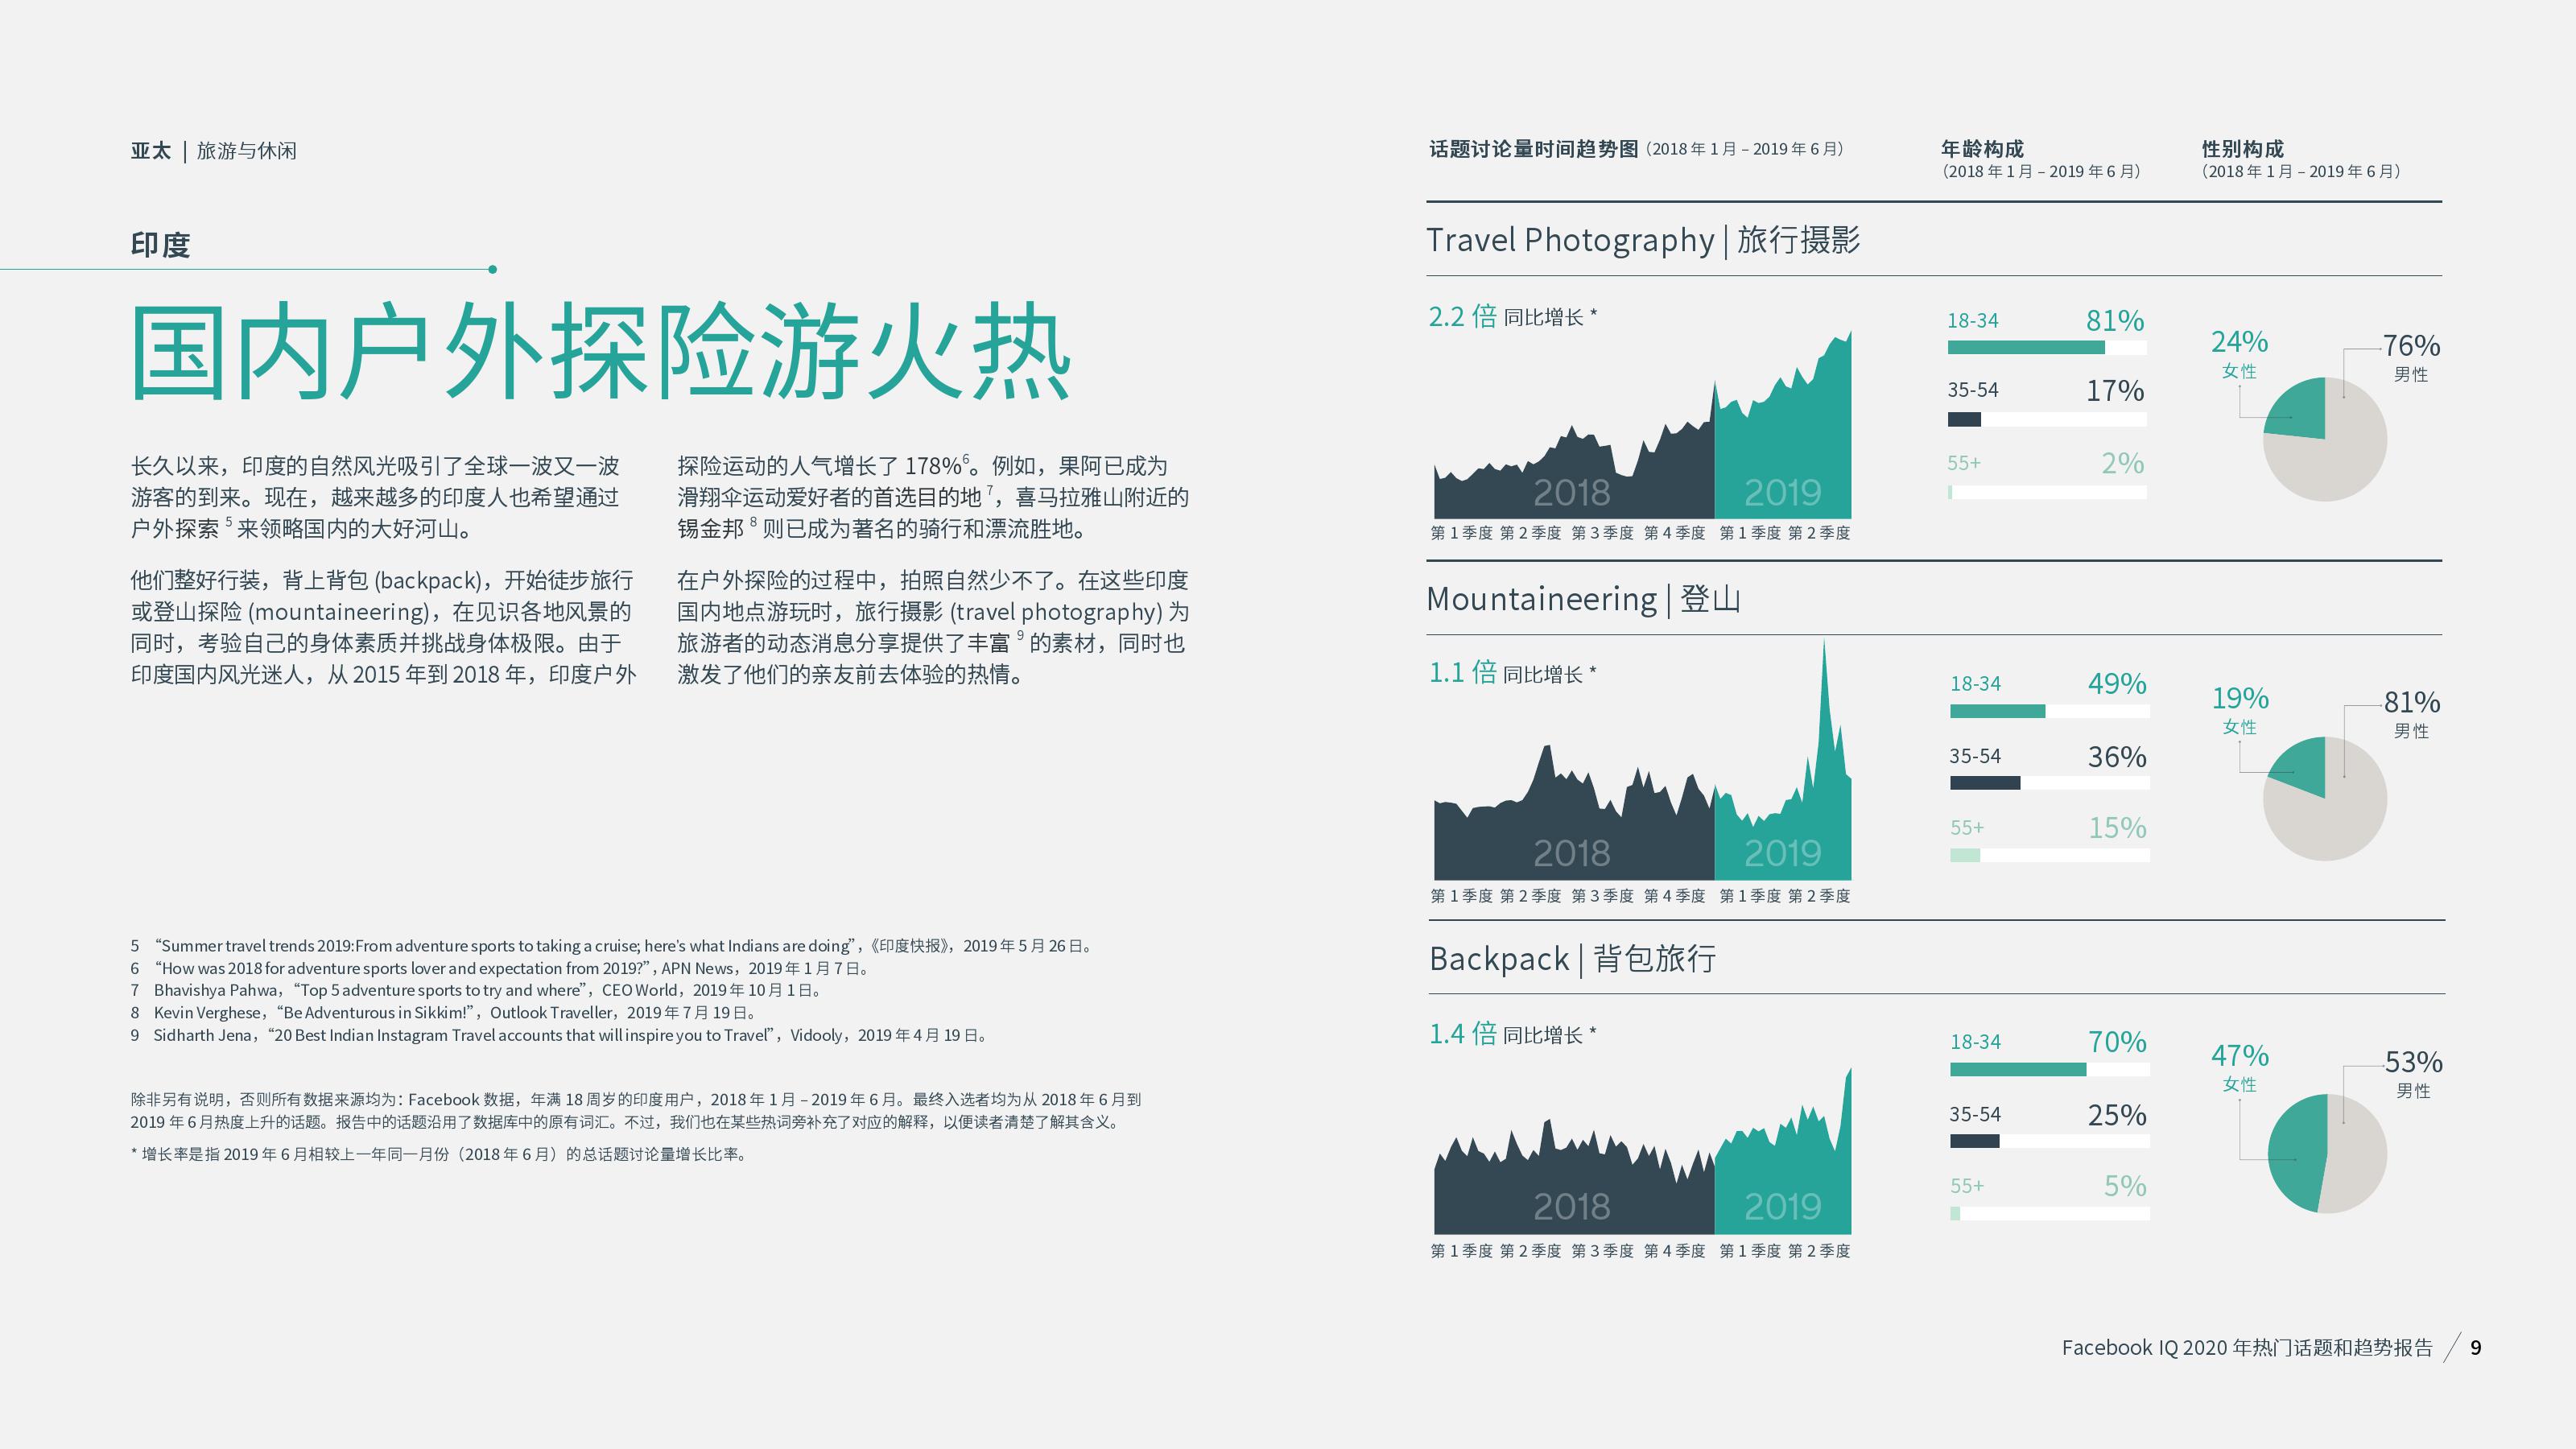 亚太 | 旅游与休闲
印度
国内户外探险游火热
长久以来，印度的自然风光吸引了全球一波又一波
游客的到来。现在，越来越多的印度人也希望通过
户外探索 5 来领略国内的大好河山。
他们整好行装，背上背包 (backpack)，开始徒步旅行
或登山探险 (mountaineering)，在见识各地风景的
同时，考验自己的身体素质并挑战身体极限。由于
印度国内风光迷人，从 2015 年到 2018 年，印度户外
探险运动的人气增长了 178%6。例如，果阿已成为
滑翔伞运动爱好者的首选目的地 7，喜马拉雅山附近的
锡金邦 8 则已成为著名的骑行和漂流胜地。
在户外探险的过程中，拍照自然少不了。在这些印度
国内地点游玩时，旅行摄影 (travel photography) 为
旅游者的动态消息分享提供了丰富 9 的素材，同时也
激发了他们的亲友前去体验的热情。
5 “Summer travel trends 2019:From adventure sports to taking a cruise; here's what Indians are doing”，《印度快报》，2019 年 5 月 26 日。
6 “How was 2018 for adventure sports lover and expectation from 2019?”, APN News，2019 年 1 月 7 日。
7 Bhavishya Pahwa，“Top 5 adventure sports to try and where”，CEO World，2019 年 10 月 1 日。
8 Kevin Verghese，“Be Adventurous in Sikkim!”，Outlook Traveller，2019 年 7 月 19 日。
9 Sidharth Jena，“20 Best Indian Instagram Travel accounts that will inspire you to Travel”，Vidooly，2019 年 4 月 19 日。
除非另有说明，否则所有数据来源均为：Facebook 数据，年满 18 周岁的印度用户，2018 年 1 月 – 2019 年 6 月。最终入选者均为从 2018 年 6 月到
2019 年 6 月热度上升的话题。报告中的话题沿用了数据库中的原有词汇。不过，我们也在某些热词旁补充了对应的解释，以便读者清楚了解其含义。
* 增长率是指 2019 年 6 月相较上一年同一月份（2018 年 6 月）的总话题讨论量增长比率。
话题讨论量时间趋势图（2018 年 1 月 – 2019 年 6 月）
年龄构成
（2018 年 1 月 – 2019 年 6 月）
性别构成
（2018 年 1 月 – 2019 年 6 月）
Travel Photography | 旅行摄影
2.2 倍 同比增长 *
2018
2019
第 1 季度 第 2 季度 第 3 季度 第 4 季度 第 1 季度 第 2 季度
18-34 81%
35-54 17%
55+ 2%
24%
女性
76%
男性
Mountaineering | 登山
1.1 倍 同比增长 *
2018
2019
第 1 季度 第 2 季度 第 3 季度 第 4 季度 第 1 季度 第 2 季度
18-34 49%
35-54 36%
55+ 15%
19%
女性
81%
男性
Backpack | 背包旅行
1.4 倍 同比增长 *
2018
2019
第 1 季度 第 2 季度 第 3 季度 第 4 季度 第 1 季度 第 2 季度
18-34 70%
35-54 25%
55+ 5%
47%
女性
53%
男性
Facebook IQ 2020 年热门话题和趋势报告 / 9